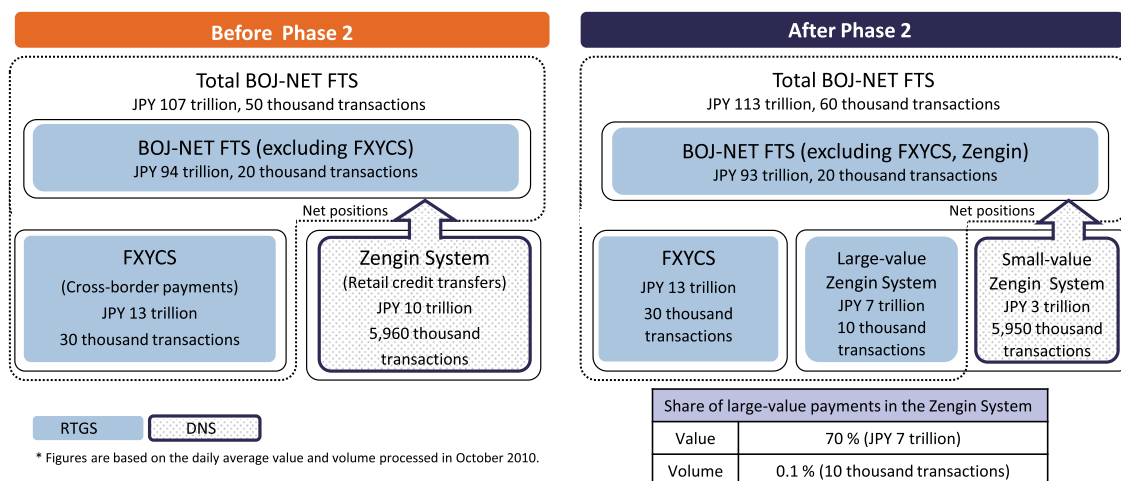 Before Phase 2
Total BOJ-NET FTS
JPY 107 trillion, 50 thousand transactions
BOJ-NET FTS (excluding FXYCS)
JPY 94 trillion, 20 thousand transactions
Net positions
FXYCS
(Cross-border payments)
JPY 13 trillion
30 thousand transactions
Zengin System
(Retail credit transfers)
JPY 10 trillion
5,960 thousand
transactions
RTGS
DNS
* Figures are based on the daily average value and volume processed in October 2010.
After Phase 2
Total BOJ-NET FTS
JPY 113 trillion, 60 thousand transactions
BOJ-NET FTS (excluding FXYCS, Zengin)
JPY 93 trillion, 20 thousand transactions
Net positions
FXYCS
JPY 13 trillion
30 thousand
transactions
Large-value
Zengin System
JPY 7 trillion
10 thousand
transactions
Small-value
Zengin System
JPY 3 trillion
5,950 thousand
transactions
Share of large-value payments in the Zengin System
Value 70 % (JPY 7 trillion)
Volume 0.1 % (10 thousand transactions)